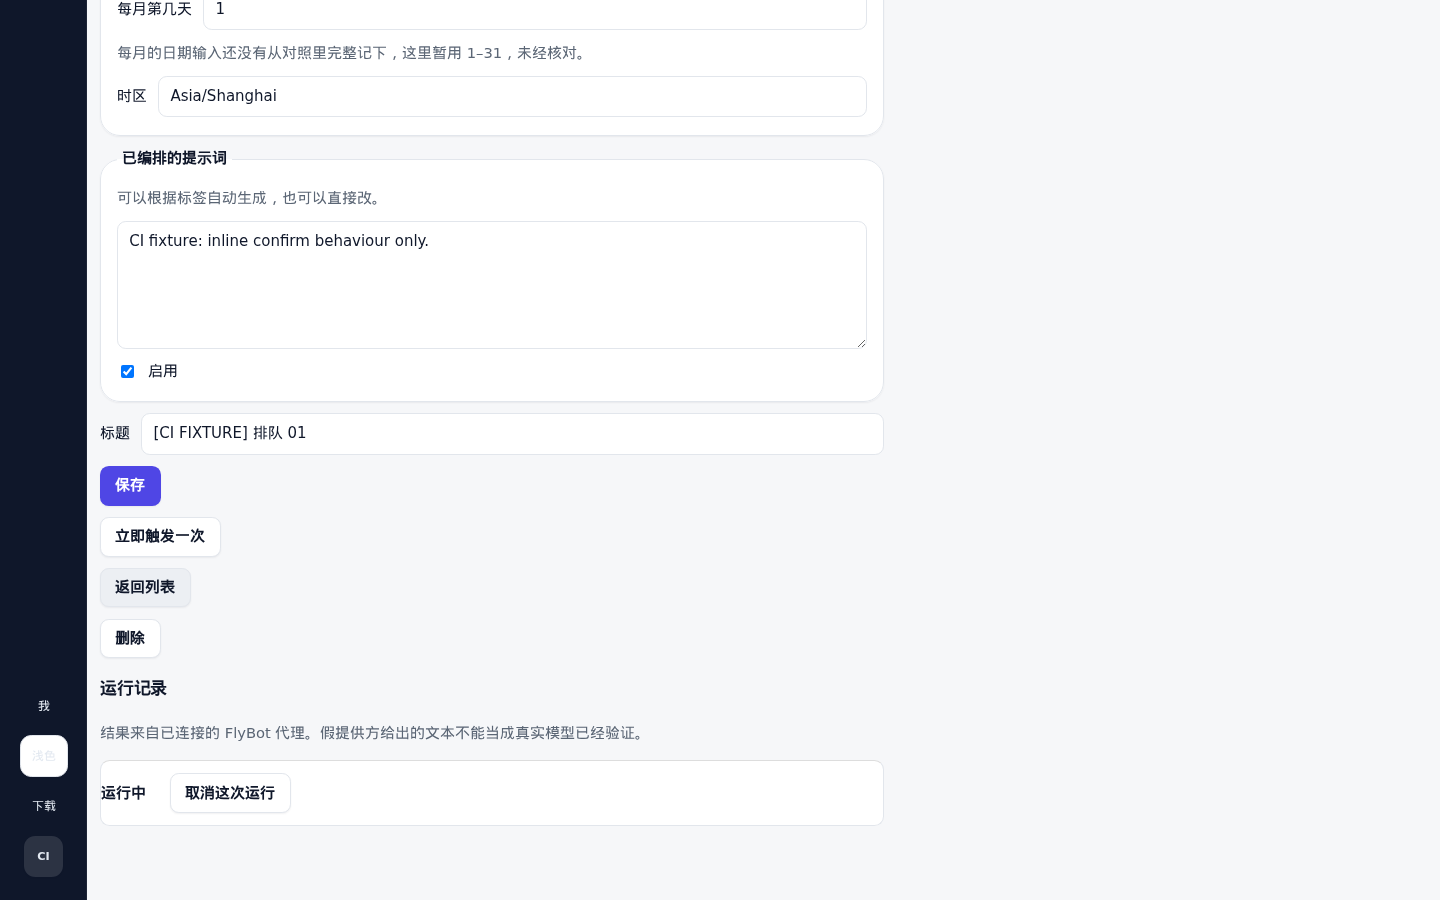 每月第几天 1
每月的日期输入还没有从对照里完整记下，这里暂用 1–31，未经核对。
时区 Asia/Shanghai
已编排的提示词
可以根据标签自动生成，也可以直接改。
CI fixture: inline confirm behaviour only.
启用
标题 [CI FIXTURE] 排队 01
保存
立即触发一次
返回列表
删除
运行记录
结果来自已连接的 FlyBot 代理。假提供方给出的文本不能当成真实模型已经验证。
运行中 取消这次运行
我
浅色
下载
CI